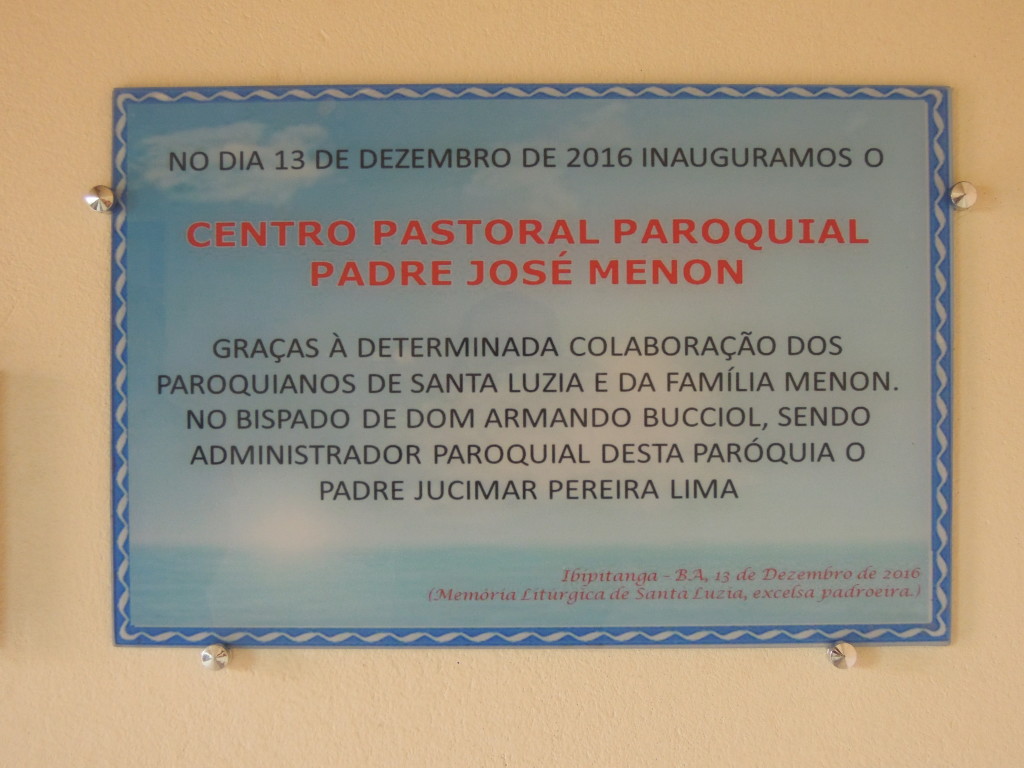 NO DIA 13 DE DEZEMBRO DE 2016 INAUGURAMOS O
CENTRO PASTORAL PAROQUIAL
PADRE JOSÉ MENON
GRAÇAS À DETERMINADA COLABORAÇÃO DOS
PAROQUIANOS DE SANTA LUZIA E DA FAMÍLIA MENON.
NO BISPADO DE DOM ARMANDO BUCCIOL, SENDO
ADMINISTRADOR PAROQUIAL DESTA PARÓQUIA O
PADRE JUCIMAR PEREIRA LIMA
Ibipitanga - BA, 13 de Dezembro de 2016
(Memória Litúrgica de Santa Luzia, excelsa padroeira.)